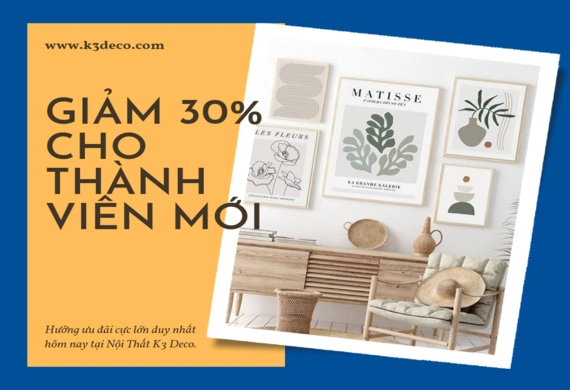 www.k3deco.com
GIẢM 30%
CHO
THÀNH
VIÊN MỚI
Hưởng ưu đãi cực lớn duy nhất
hôm nay tại Nội Thất K3 Deco.
MATISSE
LES FLEURS
LA GRANDE GALERIE